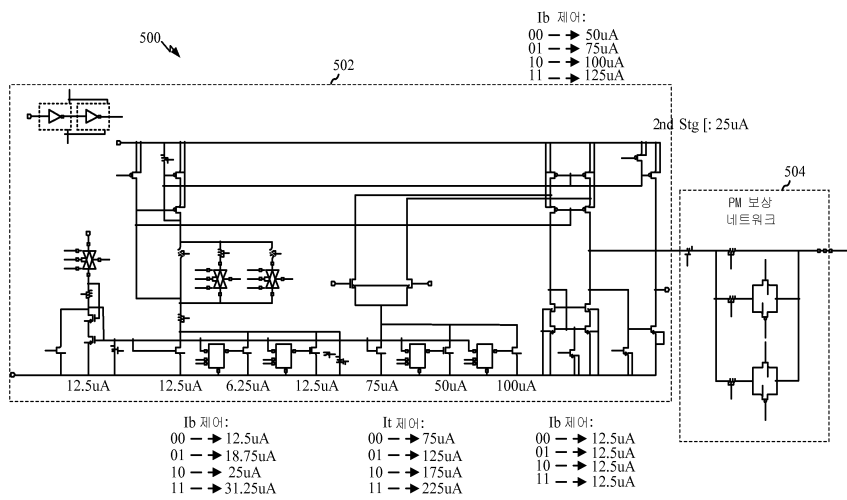 Ib 제어:
00 → 50uA
01 → 75uA
10 → 100uA
11 → 125uA
500
502
2nd Stg [: 25uA
504
PM 보상
네트워크
12.5uA 12.5uA 6.25uA 12.5uA 75uA 50uA 100uA
Ib 제어:
00 → 12.5uA
01 → 18.75uA
10 → 25uA
11 → 31.25uA
It 제어:
00 → 75uA
01 → 125uA
10 → 175uA
11 → 225uA
Ib 제어:
00 → 12.5uA
01 → 12.5uA
10 → 12.5uA
11 → 12.5uA